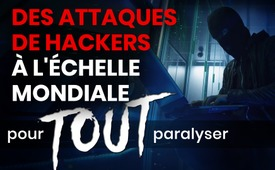 DES ATTAQUES
DE HACKERS
À L'ÉCHELLE
MONDIALE
pour TOUT paralyser